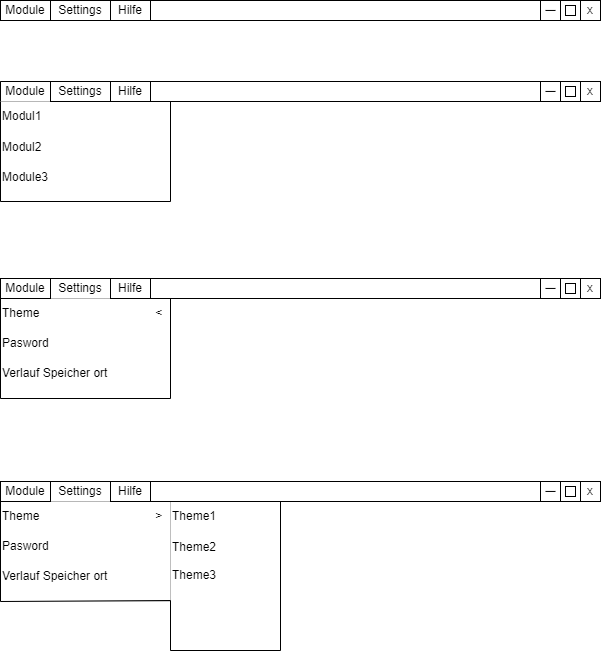 Module Settings Hilfe X
Module Settings Hilfe X
Modul1
Modul2
Module3
Module Settings Hilfe X
Theme <
Pasword
Verlauf Speicher ort
Module Settings Hilfe X
Theme > Theme1
Pasword Theme2
Verlauf Speicher ort Theme3